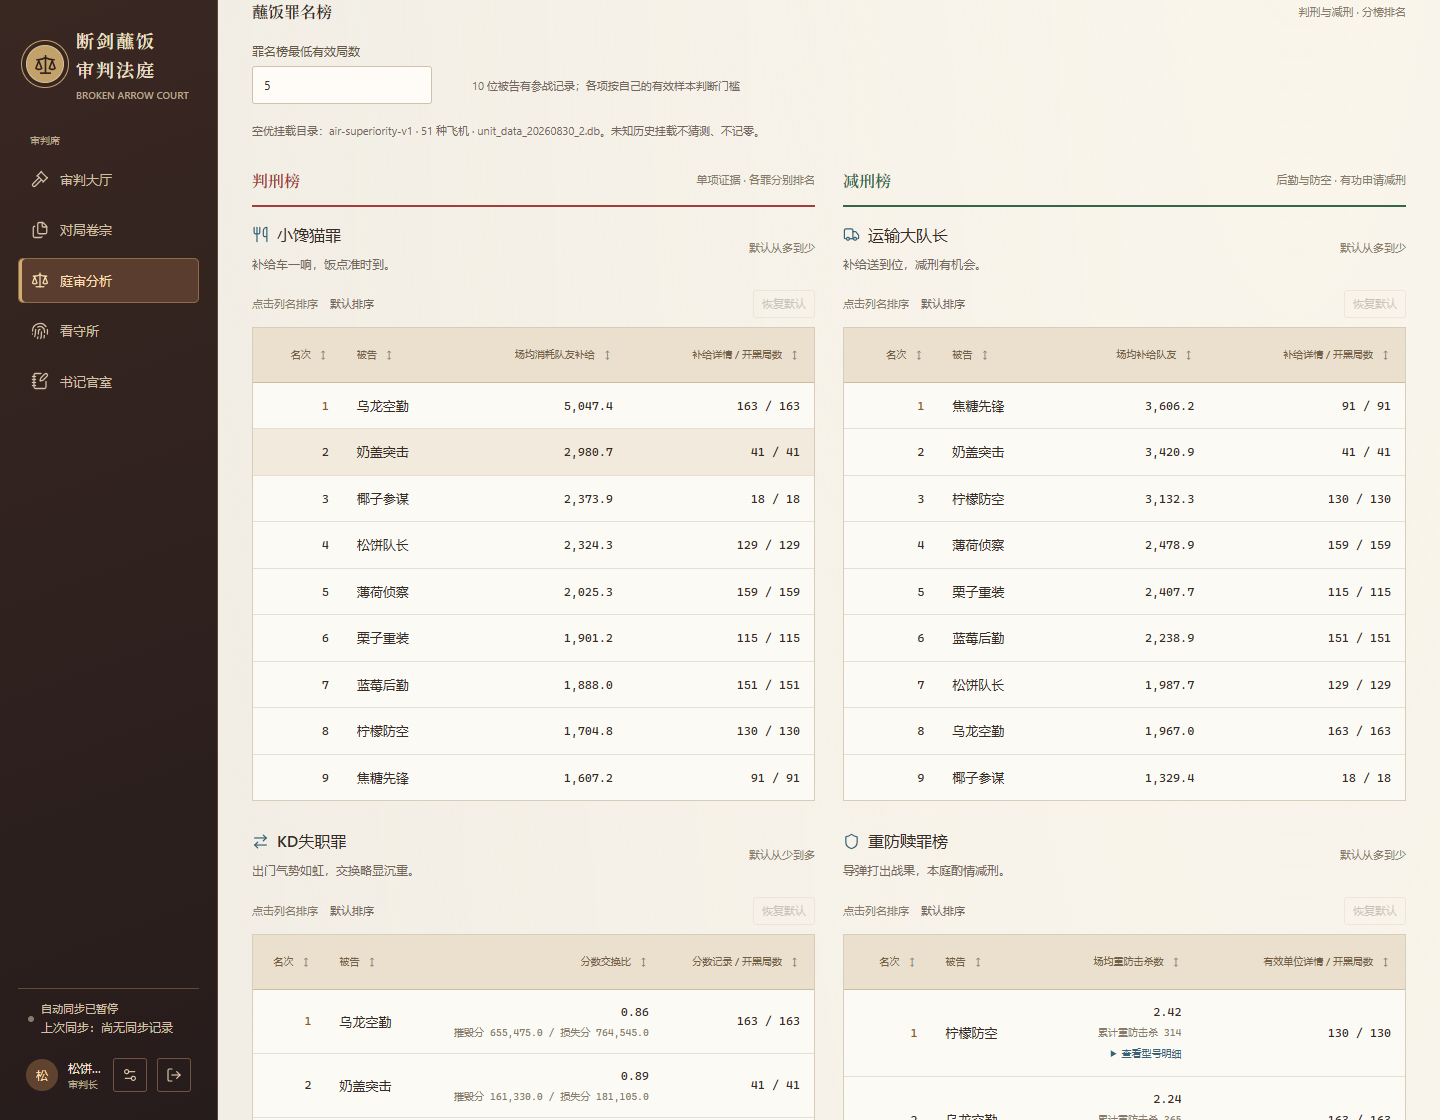 断剑蘸饭
审判法庭
BROKEN ARROW COURT
审判席
审判大厅
对局卷宗
庭审分析
看守所
书记官室
自动同步已暂停
上次同步：尚无同步记录
松
松饼...
审判长
蘸饭罪名榜
判刑与减刑 · 分榜排名
罪名榜最低有效局数
5
10 位被告有参战记录；各项按自己的有效样本判断门槛
空优挂载目录：air-superiority-v1 · 51 种飞机 · unit_data_20260830_2.db。未知历史挂载不猜测、不记零。
判刑榜
单项证据 · 各罪分别排名
小馋猫罪
默认从多到少
补给车一响，饭点准时到。
点击列名排序 默认排序
恢复默认
名次 ↕ 被告 ↕ 场均消耗队友补给 ↕ 补给详情 / 开黑局数 ↕
1 乌龙空勤 5,047.4 163 / 163
2 奶盖突击 2,980.7 41 / 41
3 椰子参谋 2,373.9 18 / 18
4 松饼队长 2,324.3 129 / 129
5 薄荷侦察 2,025.3 159 / 159
6 栗子重装 1,901.2 115 / 115
7 蓝莓后勤 1,888.0 151 / 151
8 柠檬防空 1,704.8 130 / 130
9 焦糖先锋 1,607.2 91 / 91
KD失职罪
默认从少到多
出门气势如虹，交换略显沉重。
点击列名排序 默认排序
恢复默认
名次 ↕ 被告 ↕ 分数交换比 ↕ 分数记录 / 开黑局数 ↕
1 乌龙空勤 0.86 163 / 163
摧毁分 655,475.0 / 损失分 764,545.0
2 奶盖突击 0.89 41 / 41
摧毁分 161,330.0 / 损失分 181,105.0
减刑榜
后勤与防空 · 有功申请减刑
运输大队长
默认从多到少
补给送到位，减刑有机会。
点击列名排序 默认排序
恢复默认
名次 ↕ 被告 ↕ 场均补给队友 ↕ 补给详情 / 开黑局数 ↕
1 焦糖先锋 3,606.2 91 / 91
2 奶盖突击 3,420.9 41 / 41
3 柠檬防空 3,132.3 130 / 130
4 薄荷侦察 2,478.9 159 / 159
5 栗子重装 2,407.7 115 / 115
6 蓝莓后勤 2,238.9 151 / 151
7 松饼队长 1,987.7 129 / 129
8 乌龙空勤 1,967.0 163 / 163
9 椰子参谋 1,329.4 18 / 18
重防赎罪榜
默认从多到少
导弹打出战果，本庭酌情减刑。
点击列名排序 默认排序
恢复默认
名次 ↕ 被告 ↕ 场均重防击杀数 ↕ 有效单位详情 / 开黑局数 ↕
1 柠檬防空 2.42 130 / 130
累计重防击杀 314
▶ 查看型号明细
2 乌龙空勤 2.24 163 / 163
累计重防击杀 365